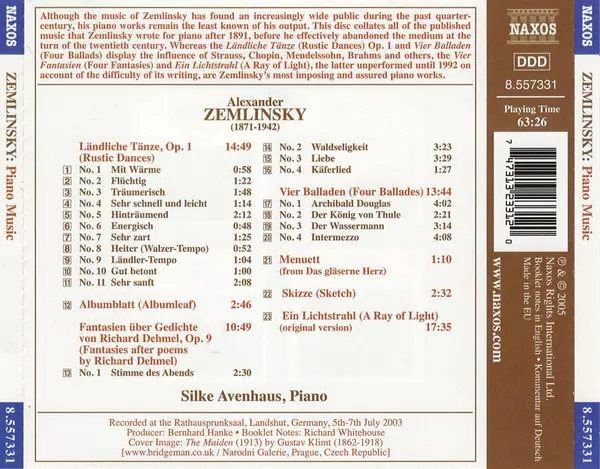 NAXOS
ZEMLINSKY: Piano Music
8.557331
Although the music of Zemlinsky has found an increasingly wide public during the past quarter-
century, his piano works remain the least known of his output. This disc collates all of the published
music that Zemlinsky wrote for piano after 1891, before he effectively abandoned the medium at the
turn of the twentieth century. Whereas the Ländliche Tänze (Rustic Dances) Op. 1 and Vier Balladen
(Four Ballads) display the influence of Strauss, Chopin, Mendelssohn, Brahms and others, the Vier
Fantasies (Four Fantasies) and Ein Lichtstrahl (A Ray of Light), the latter unperformed until 1992 on
account of the difficulty of its writing, are Zemlinsky's most imposing and assured piano works.
Alexander
ZEMLINSKY
(1871-1942)
Ländliche Tänze, Op. 1 14:49
(Rustic Dances)
1 No. 1 Mit Wärme 0:58
2 No. 2 Flüchtig 1:22
3 No. 3 Träumerisch 1:48
4 No. 4 Sehr schnell und leicht 1:14
5 No. 5 Hinträumend 2:12
6 No. 6 Energisch 0:52
7 No. 7 Sehr zart 1:25
8 No. 8 Heiter (Walzer-Tempo) 0:52
9 No. 9 Ländler-Tempo 1:04
10 No. 10 Gut betont 1:00
11 No. 11 Sehr sanft 1:18
12 Albumblatt (Albumleaf) 2:46
Fantasien über Gedichte 10:49
von Richard Dehmel, Op. 9
(Fantasies after poems
by Richard Dehmel)
13 No. 1 Stimme des Abends 2:30
14 No. 2 Waldseligkeit 3:23
15 No. 3 Liebe 3:29
16 No. 4 Käferlied 1:27
Vier Balladen (Four Ballades) 13:44
17 No. 1 Archibald Douglas 4:02
18 No. 2 Der König von Thule 2:21
19 No. 3 Der Wassermann 3:14
20 No. 4 Intermezzo 4:08
21 Menuett 1:10
(from Das gläserne Herz)
22 Skizze (Sketch) 2:32
23 Ein Lichtstrahl (A Ray of Light)
(original version) 17:35
Silke Avenhaus, Piano
Recorded at the Rathausprunksaal, Landshut, Germany, 5th-7th July 2003
Producer: Bernhard Hanke • Booklet Notes: Richard Whitehouse
Cover Image: The Maiden (1913) by Gustav Klimt (1862-1918)
[www.bridgeman.co.uk / Narodni Galerie, Prague, Czech Republic]
NAXOS
DDD
8.557331
Playing Time
63:26
7 47313 23312 0
www.naxos.com
℗ & © 2005
Naxos Rights International Ltd.
Booklet notes in English • Kommentar auf Deutsch
Made in the EU
NAXOS
ZEMLINSKY: Piano Music
8.557331